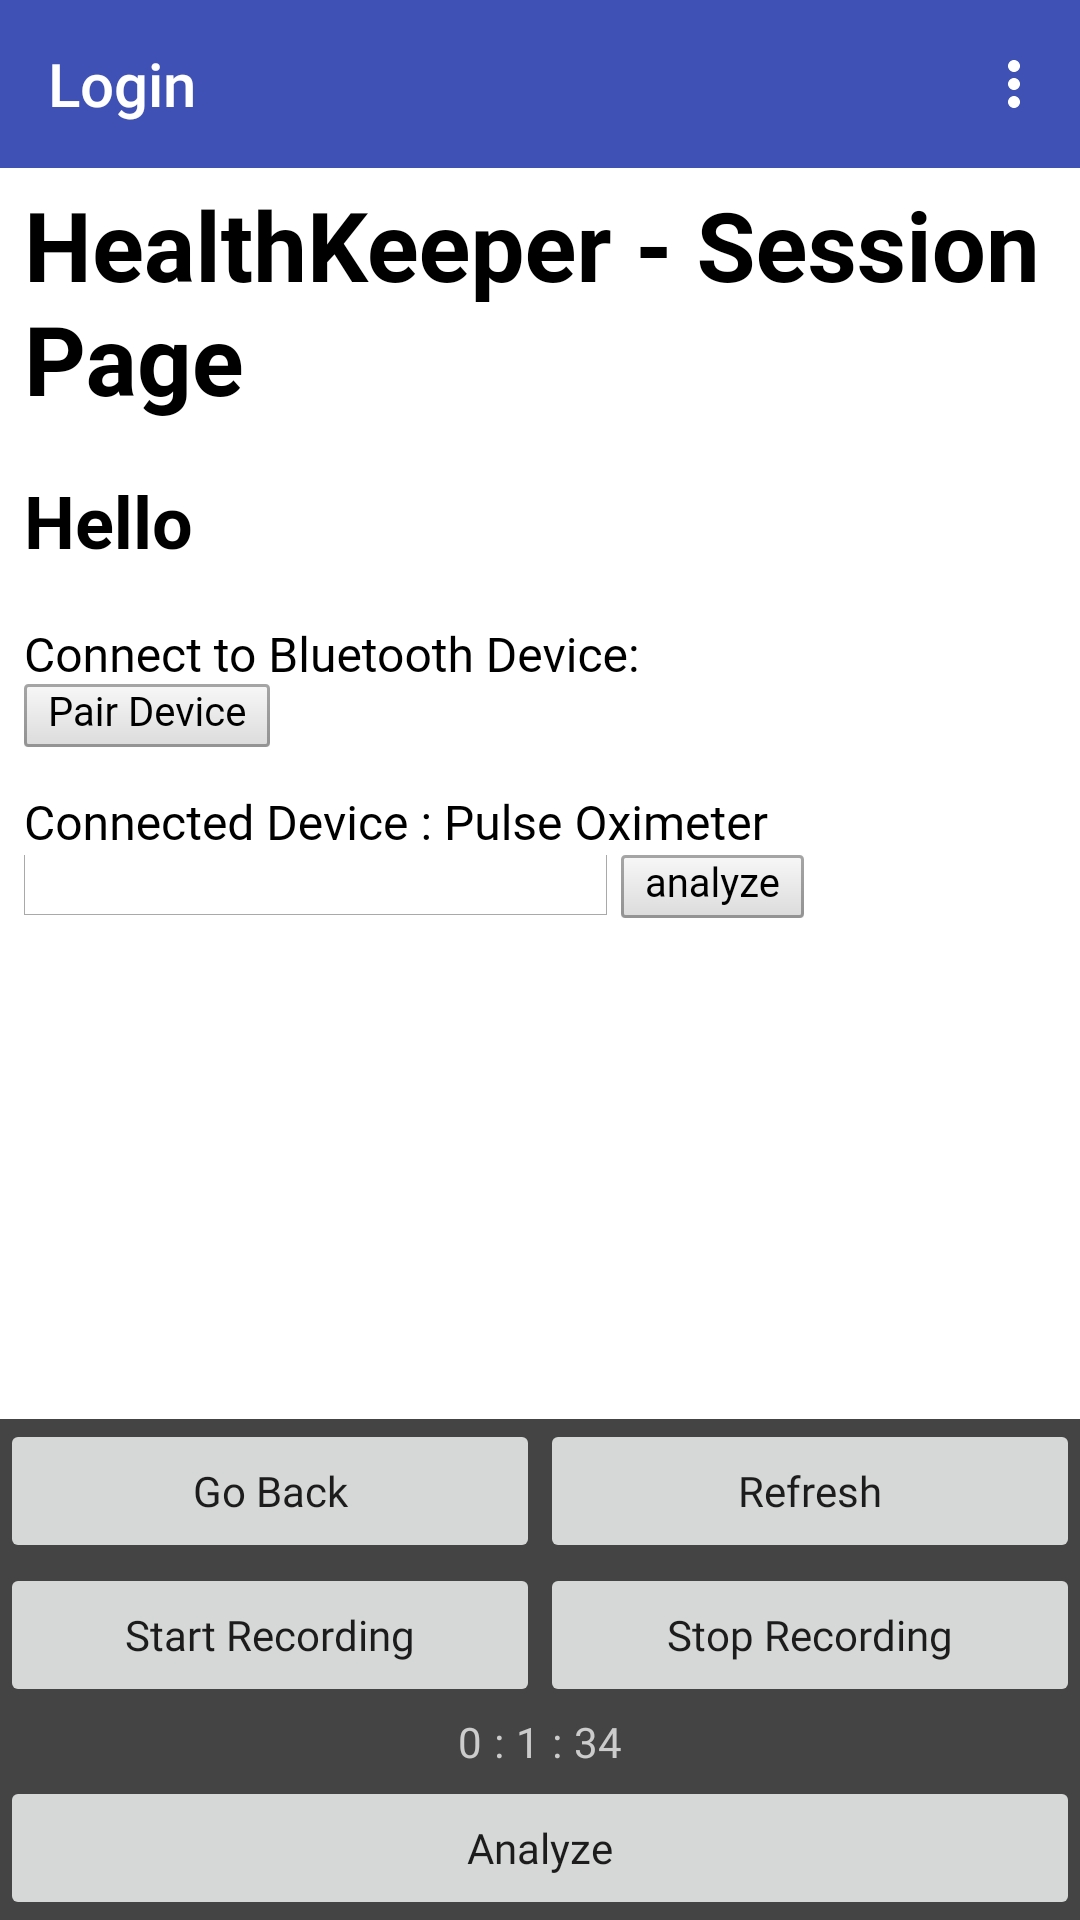 Login
HealthKeeper - Session
Page
Hello
Connect to Bluetooth Device:
Pair Device
Connected Device : Pulse Oximeter
analyze
Go Back
Refresh
Start Recording
Stop Recording
0 : 1 : 34
Analyze